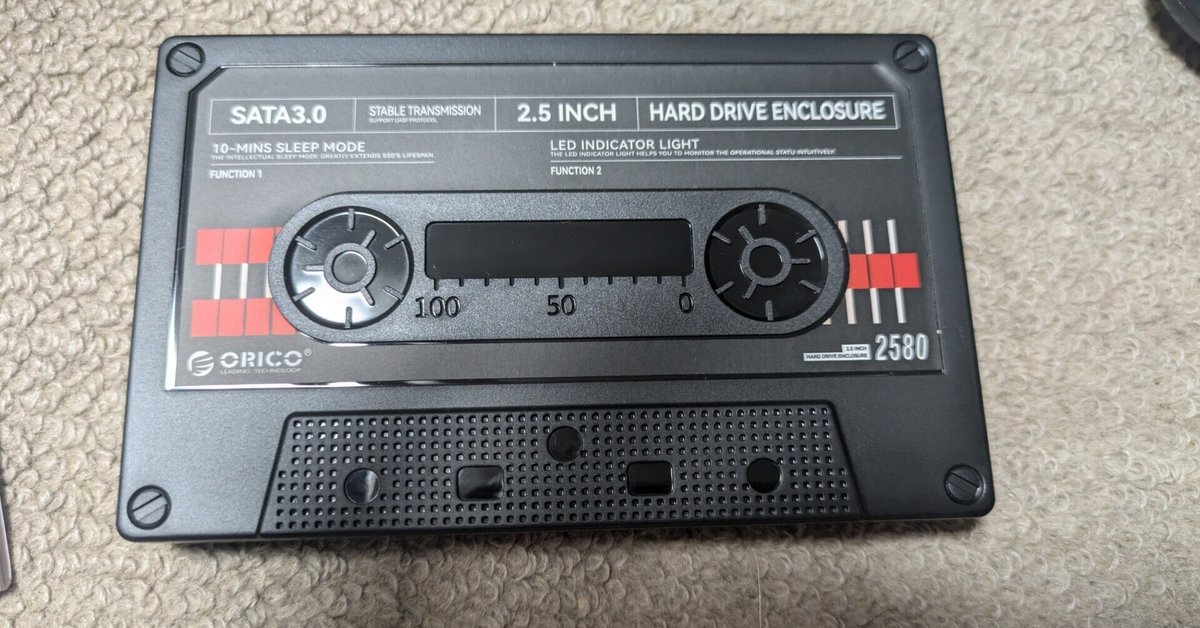 SATA3.0 STABLE TRANSMISSION 2.5 INCH HARD DRIVE ENCLOSURE
SUPPORT UASP PROTOCOL
10-MINS SLEEP MODE LED INDICATOR LIGHT
THE INTELLECTUAL SLEEP MODE GREATLY EXTENDS SSD'S LIFESPAN THE LED INDICATOR LIGHT HELPS YOU TO MONITOR THE OPERATIONAL STATU INTUITIVELY
FUNCTION 1 FUNCTION 2
100 50 0
ORICO®
LEADING TECHNOLOGY
2.5 INCH
HARD DRIVE ENCLOSURE 2580